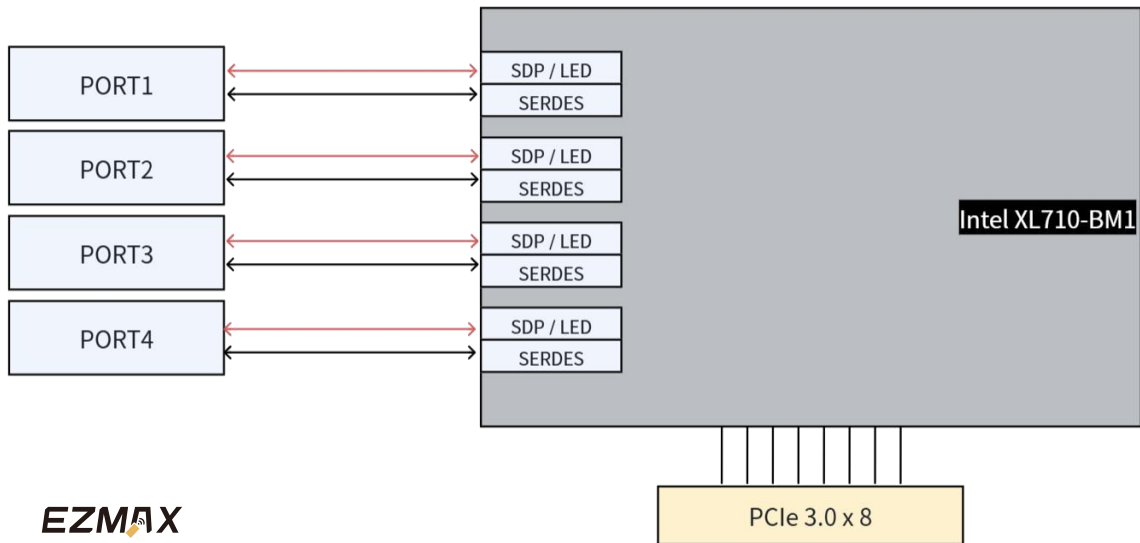 PORT1
SDP / LED
SERDES
PORT2
SDP / LED
SERDES
PORT3
SDP / LED
SERDES
PORT4
SDP / LED
SERDES
Intel XL710-BM1
PCIe 3.0 x 8
EZMAX